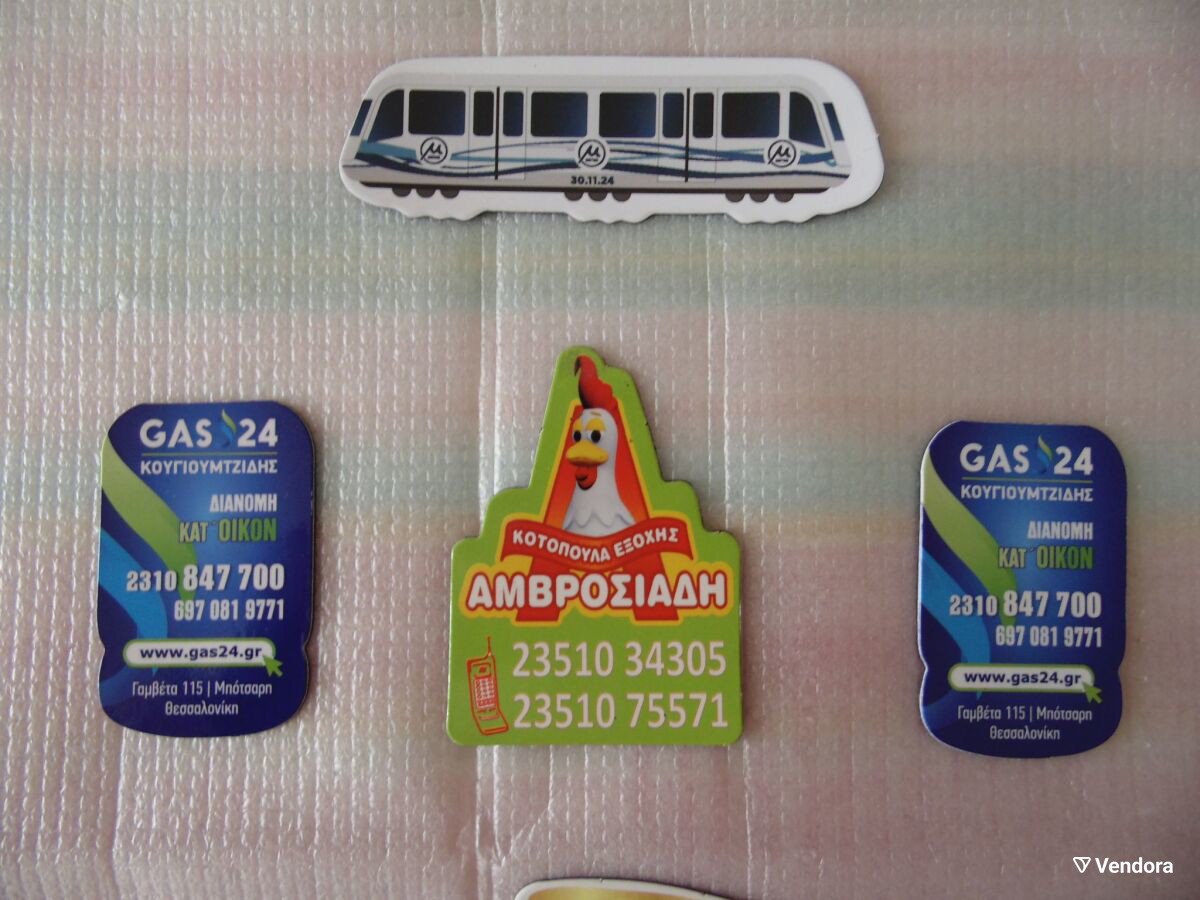 30.11.24
GAS 24
ΚΟΥΓΙΟΥΜΤΖΙΔΗΣ
ΔΙΑΝΟΜΗ
ΚΑΤ΄ΟΙΚΟΝ
2310 847 700
697 081 9771
www.gas24.gr
Γαμβέτα 115 | Μπότσαρη
Θεσσαλονίκη
ΚΟΤΟΠΟΥΛΑ ΕΞΟΧΗΣ
ΑΜΒΡΟΣΙΑΔΗ
23510 34305
23510 75571
GAS 24
ΚΟΥΓΙΟΥΜΤΖΙΔΗΣ
ΔΙΑΝΟΜΗ
ΚΑΤ΄ΟΙΚΟΝ
2310 847 700
697 081 9771
www.gas24.gr
Γαμβέτα 115 | Μπότσαρη
Θεσσαλονίκη
Vendora